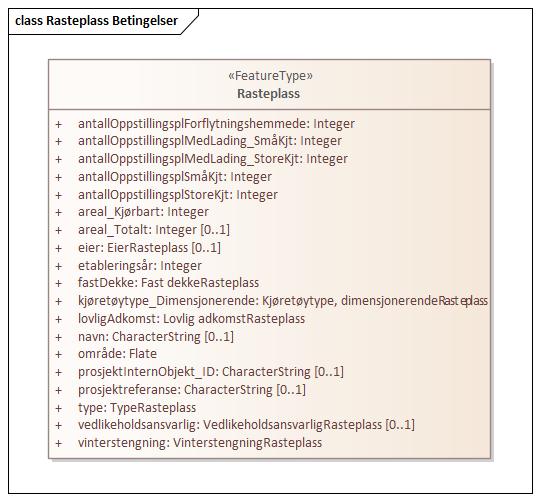 class Rasteplass Betingelser
«FeatureType»
Rasteplass
+ antallOppstillingsplForflytningshemmede: Integer
+ antallOppstillingsplMedLading_SmåKjt: Integer
+ antallOppstillingsplMedLading_StoreKjt: Integer
+ antallOppstillingsplSmåKjt: Integer
+ antallOppstillingsplStoreKjt: Integer
+ areal_Kjørbart: Integer
+ areal_Totalt: Integer [0..1]
+ eier: EierRasteplass [0..1]
+ etableringsår: Integer
+ fastDekke: Fast dekkeRasteplass
+ kjøretøytype_Dimensjonerende: Kjøretøytype, dimensjonerendeRasteplass
+ lovligAdkomst: Lovlig adkomstRasteplass
+ navn: CharacterString [0..1]
+ område: Flate
+ prosjektInternObjekt_ID: CharacterString [0..1]
+ prosjektreferanse: CharacterString [0..1]
+ type: TypeRasteplass
+ vedlikeholdsansvarlig: VedlikeholdsansvarligRasteplass [0..1]
+ vinterstengning: VinterstengningRasteplass